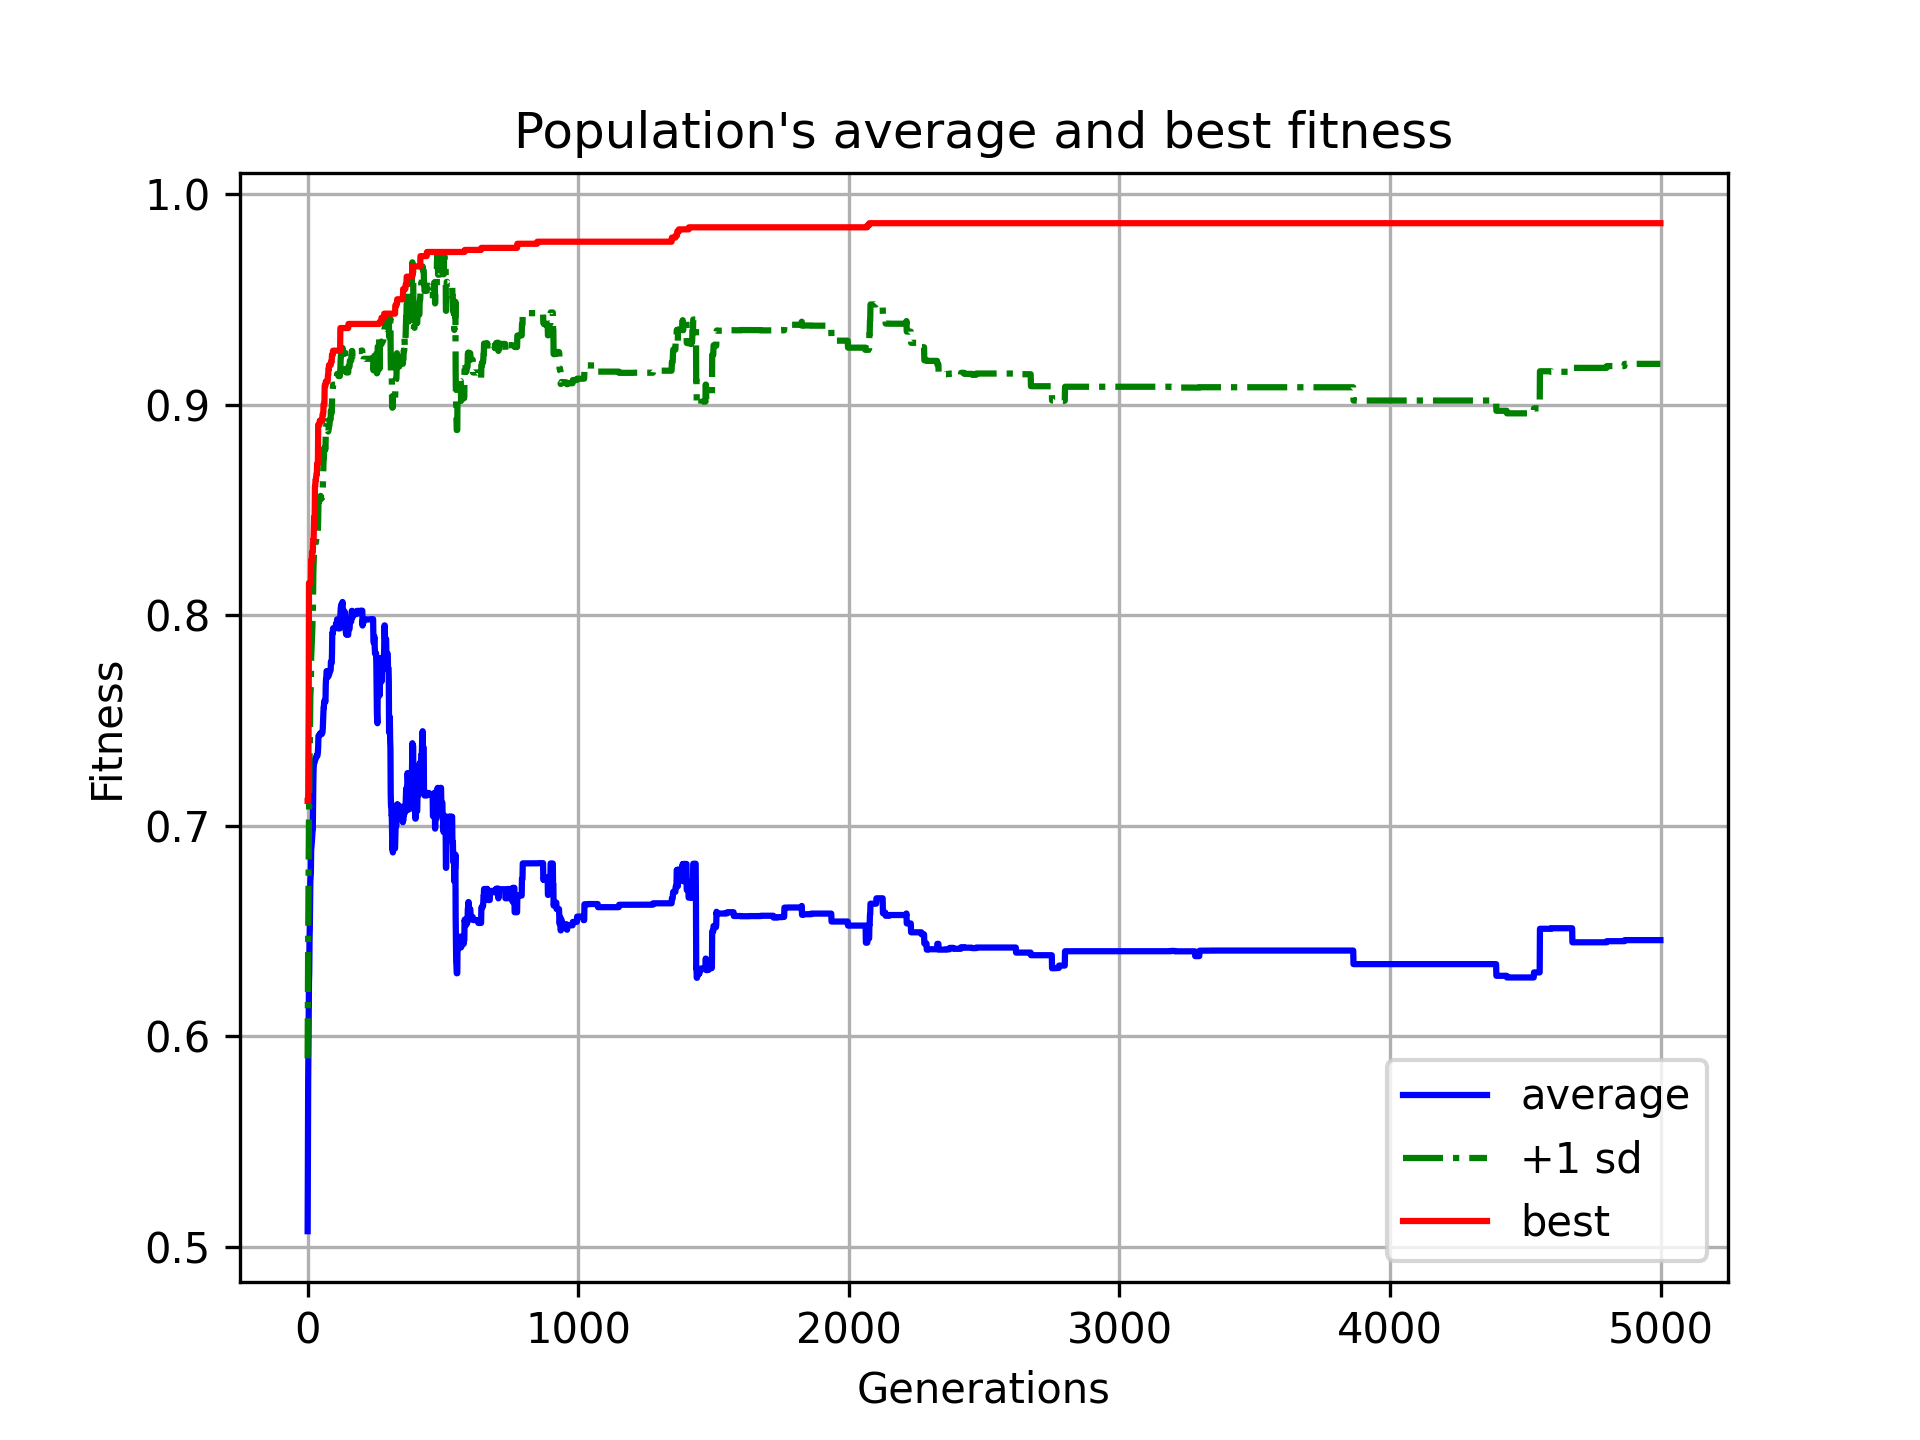 Population's average and best fitness
1.0
0.9
0.8
0.7
0.6
0.5
Fitness
average
+1 sd
best
0 1000 2000 3000 4000 5000
Generations